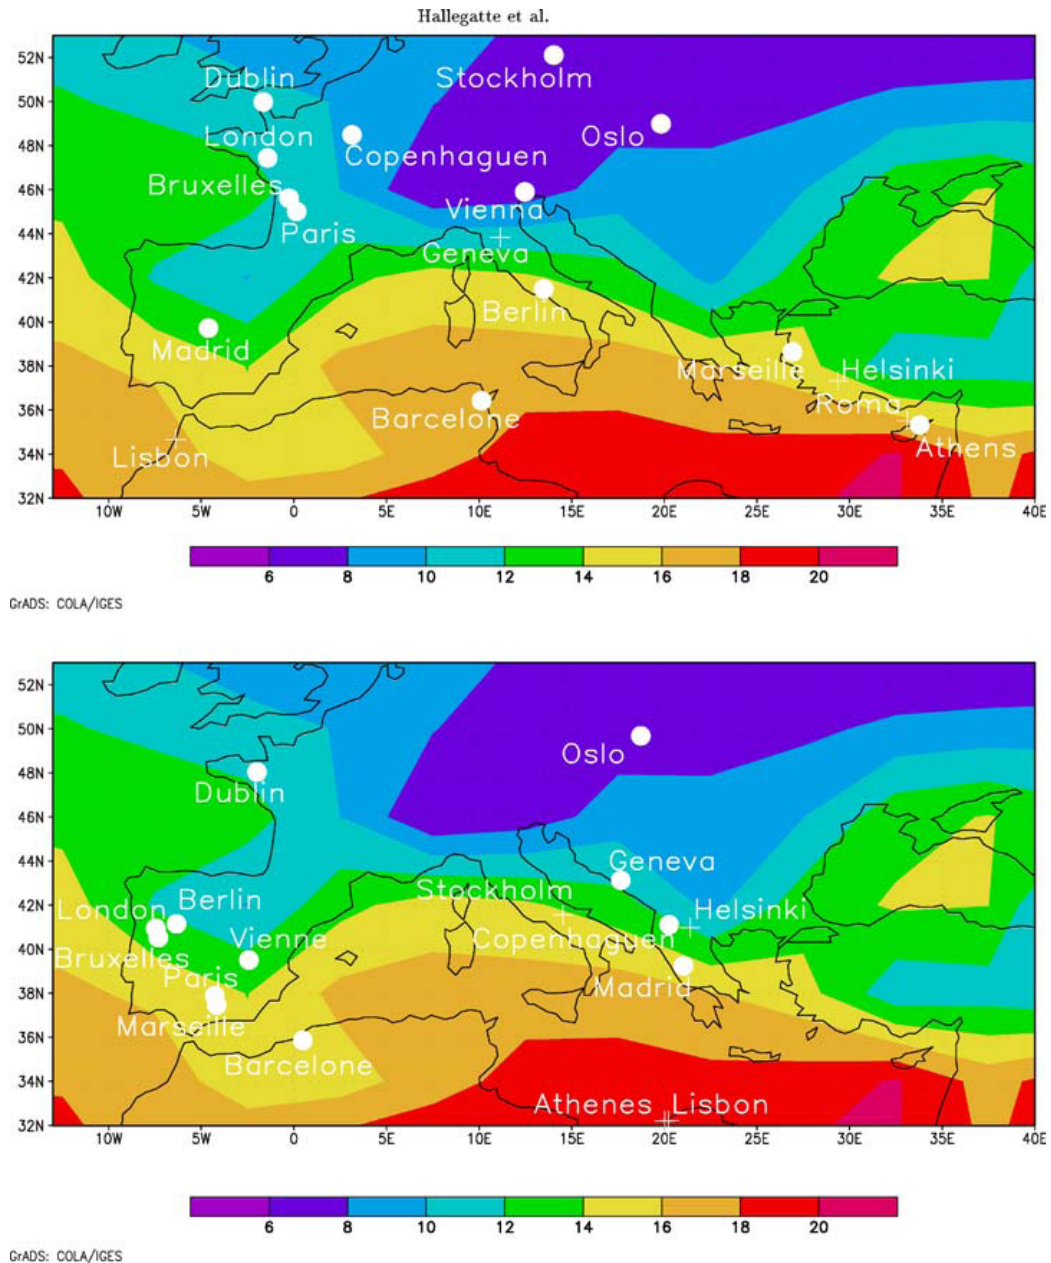 Hallegatte et al.
52N
Stockholm
Dublin
50N
Oslo
London
48N
Copenhaguen
Bruxelles
46N
Vienna
Paris
44N
Geneva
42N
Berlin
40N
Madrid
38N
Marseille Helsinki
36N
Barcelone
Roma
34N
Lisbon
Athens
32N
10W 5W 0 5E 10E 15E 20E 25E 30E 35E 40E
6 8 10 12 14 16 18 20
GrADS: COLA/IGES
52N
50N
Oslo
48N
Dublin
46N
44N
Geneva
Stockholm
42N
London Berlin
Helsinki
40N
Bruxelles
Vienne
Copenhaguen
Paris
38N
Madrid
Marseille
36N
Barcelone
34N
Athenes Lisbon
32N
10W 5W 0 5E 10E 15E 20E 25E 30E 35E 40E
6 8 10 12 14 16 18 20
GrADS: COLA/IGES